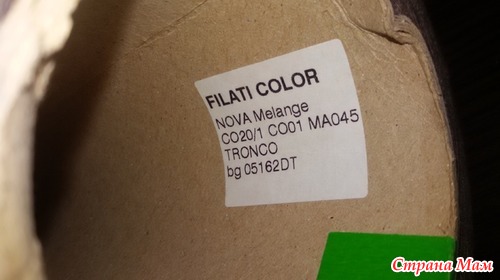 FILATI COLOR
NOVA Melange
CO20/1 CO01 MA045
TRONCO
bg 05162DT
Страна Мам